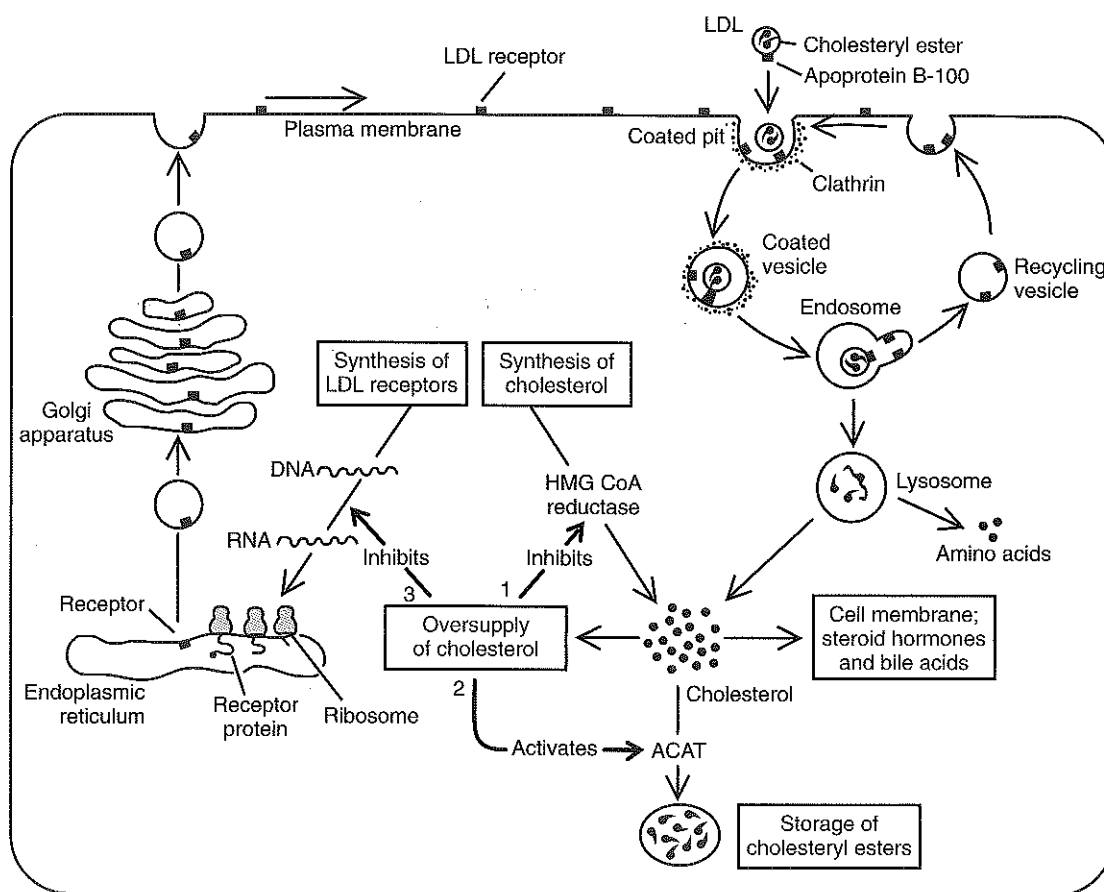 LDL
Cholesteryl ester
Apoprotein B-100
LDL receptor
Plasma membrane
Coated pit
Clathrin
Coated
vesicle
Recycling
vesicle
Endosome
Synthesis of
LDL receptors
Synthesis of
cholesterol
Golgi
apparatus
DNA
HMG CoA
reductase
Lysosome
RNA
Inhibits
Inhibits
Amino acids
3
1
Receptor
Oversupply
of cholesterol
Cell membrane;
steroid hormones
and bile acids
2
Cholesterol
Endoplasmic
reticulum
Receptor
protein
Ribosome
Activates
ACAT
Storage of
cholesteryl esters